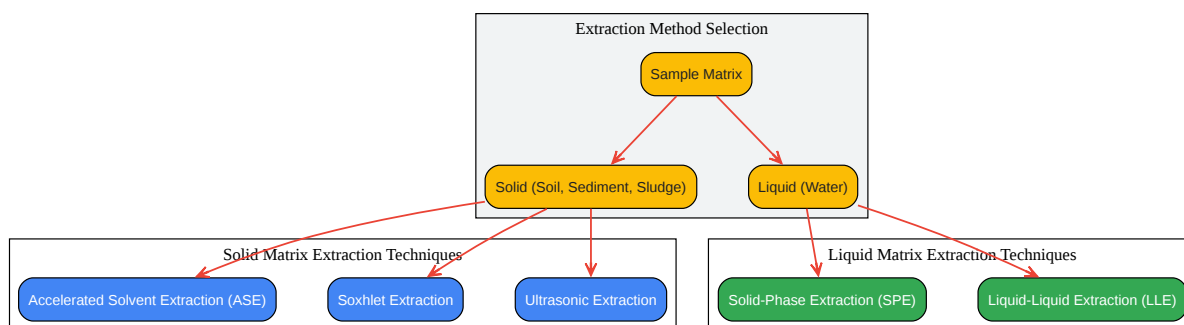 Extraction Method Selection
Sample Matrix
Solid (Soil, Sediment, Sludge)
Liquid (Water)
Solid Matrix Extraction Techniques
Liquid Matrix Extraction Techniques
Accelerated Solvent Extraction (ASE)
Soxhlet Extraction
Ultrasonic Extraction
Solid-Phase Extraction (SPE)
Liquid-Liquid Extraction (LLE)